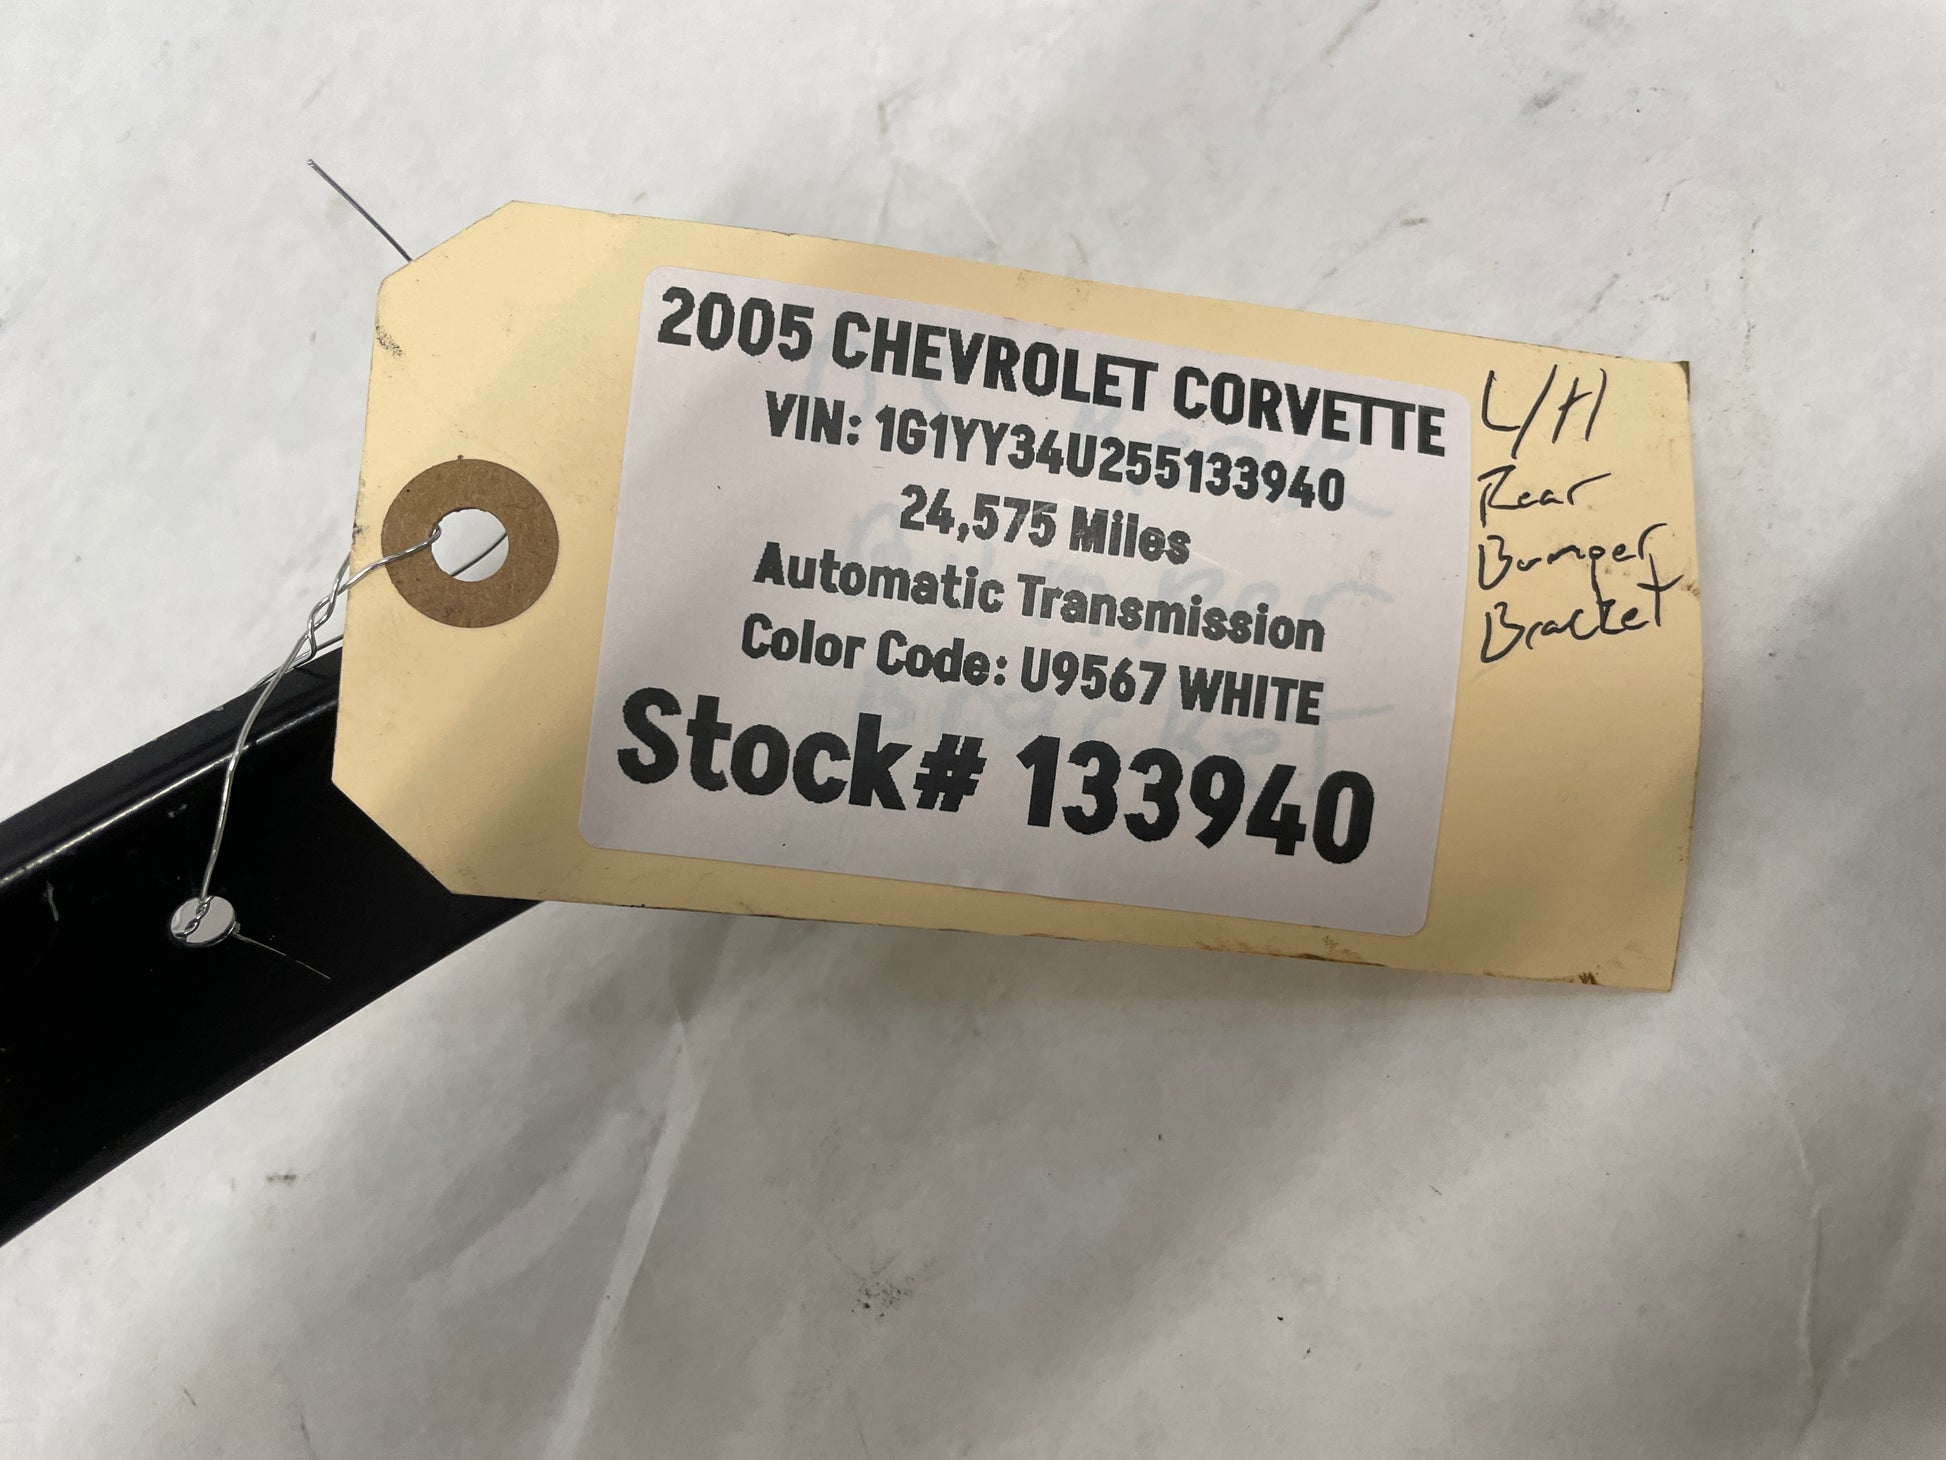 2005 CHEVROLET CORVETTE
VIN: 1G1YY34U255133940
24,575 Miles
Automatic Transmission
Color Code: U9567 WHITE
Stock# 133940
L/H
Rear
Bumper
Bracket